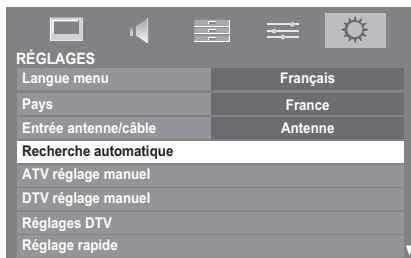 RÉGLAGES
Langue menu Français
Pays France
Entrée antenne/câble Antenne
Recherche automatique
ATV réglage manuel
DTV réglage manuel
Réglages DTV
Réglage rapide